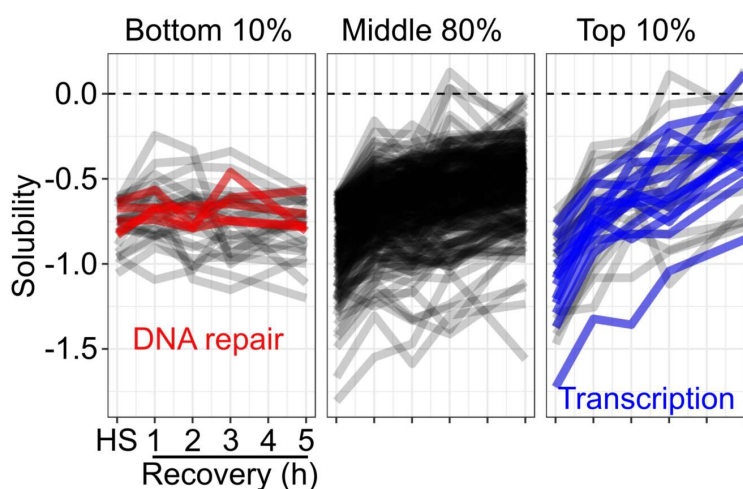 Bottom 10% Middle 80% Top 10%
Solubility
0.0
-0.5
-1.0
-1.5
DNA repair
Transcription
HS 1 2 3 4 5
Recovery (h)